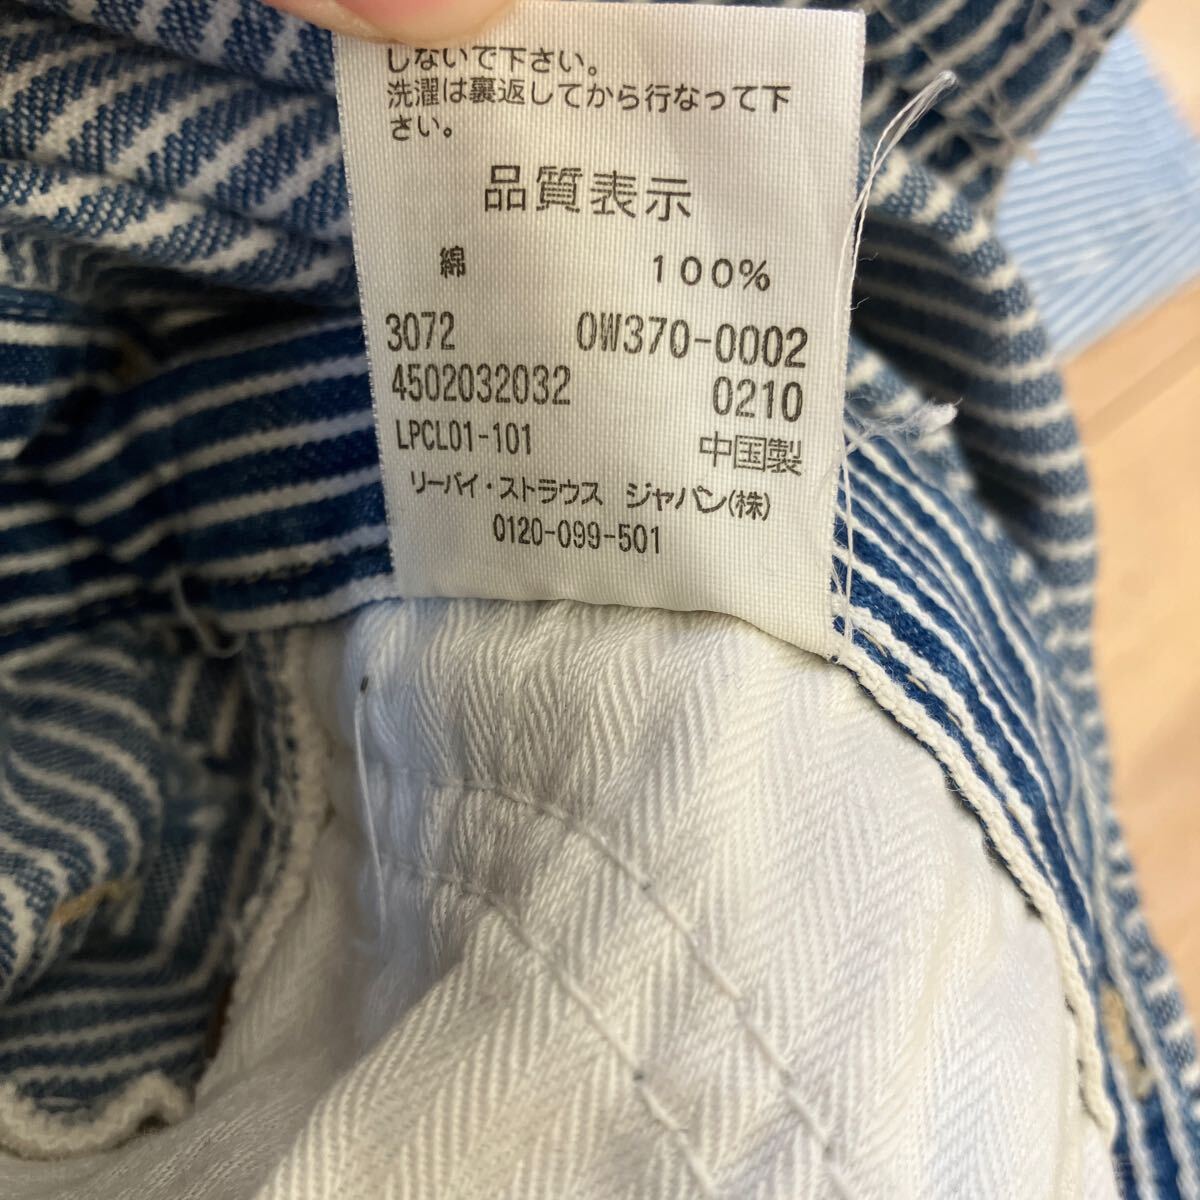 しないで下さい。
洗濯は裏返してから行なって下
さい。
品質表示
綿 100%
3072 0W370-0002
4502032032 0210
LPCL01-101 中国製
リーバイ・ストラウス ジャパン(株)
0120-099-501